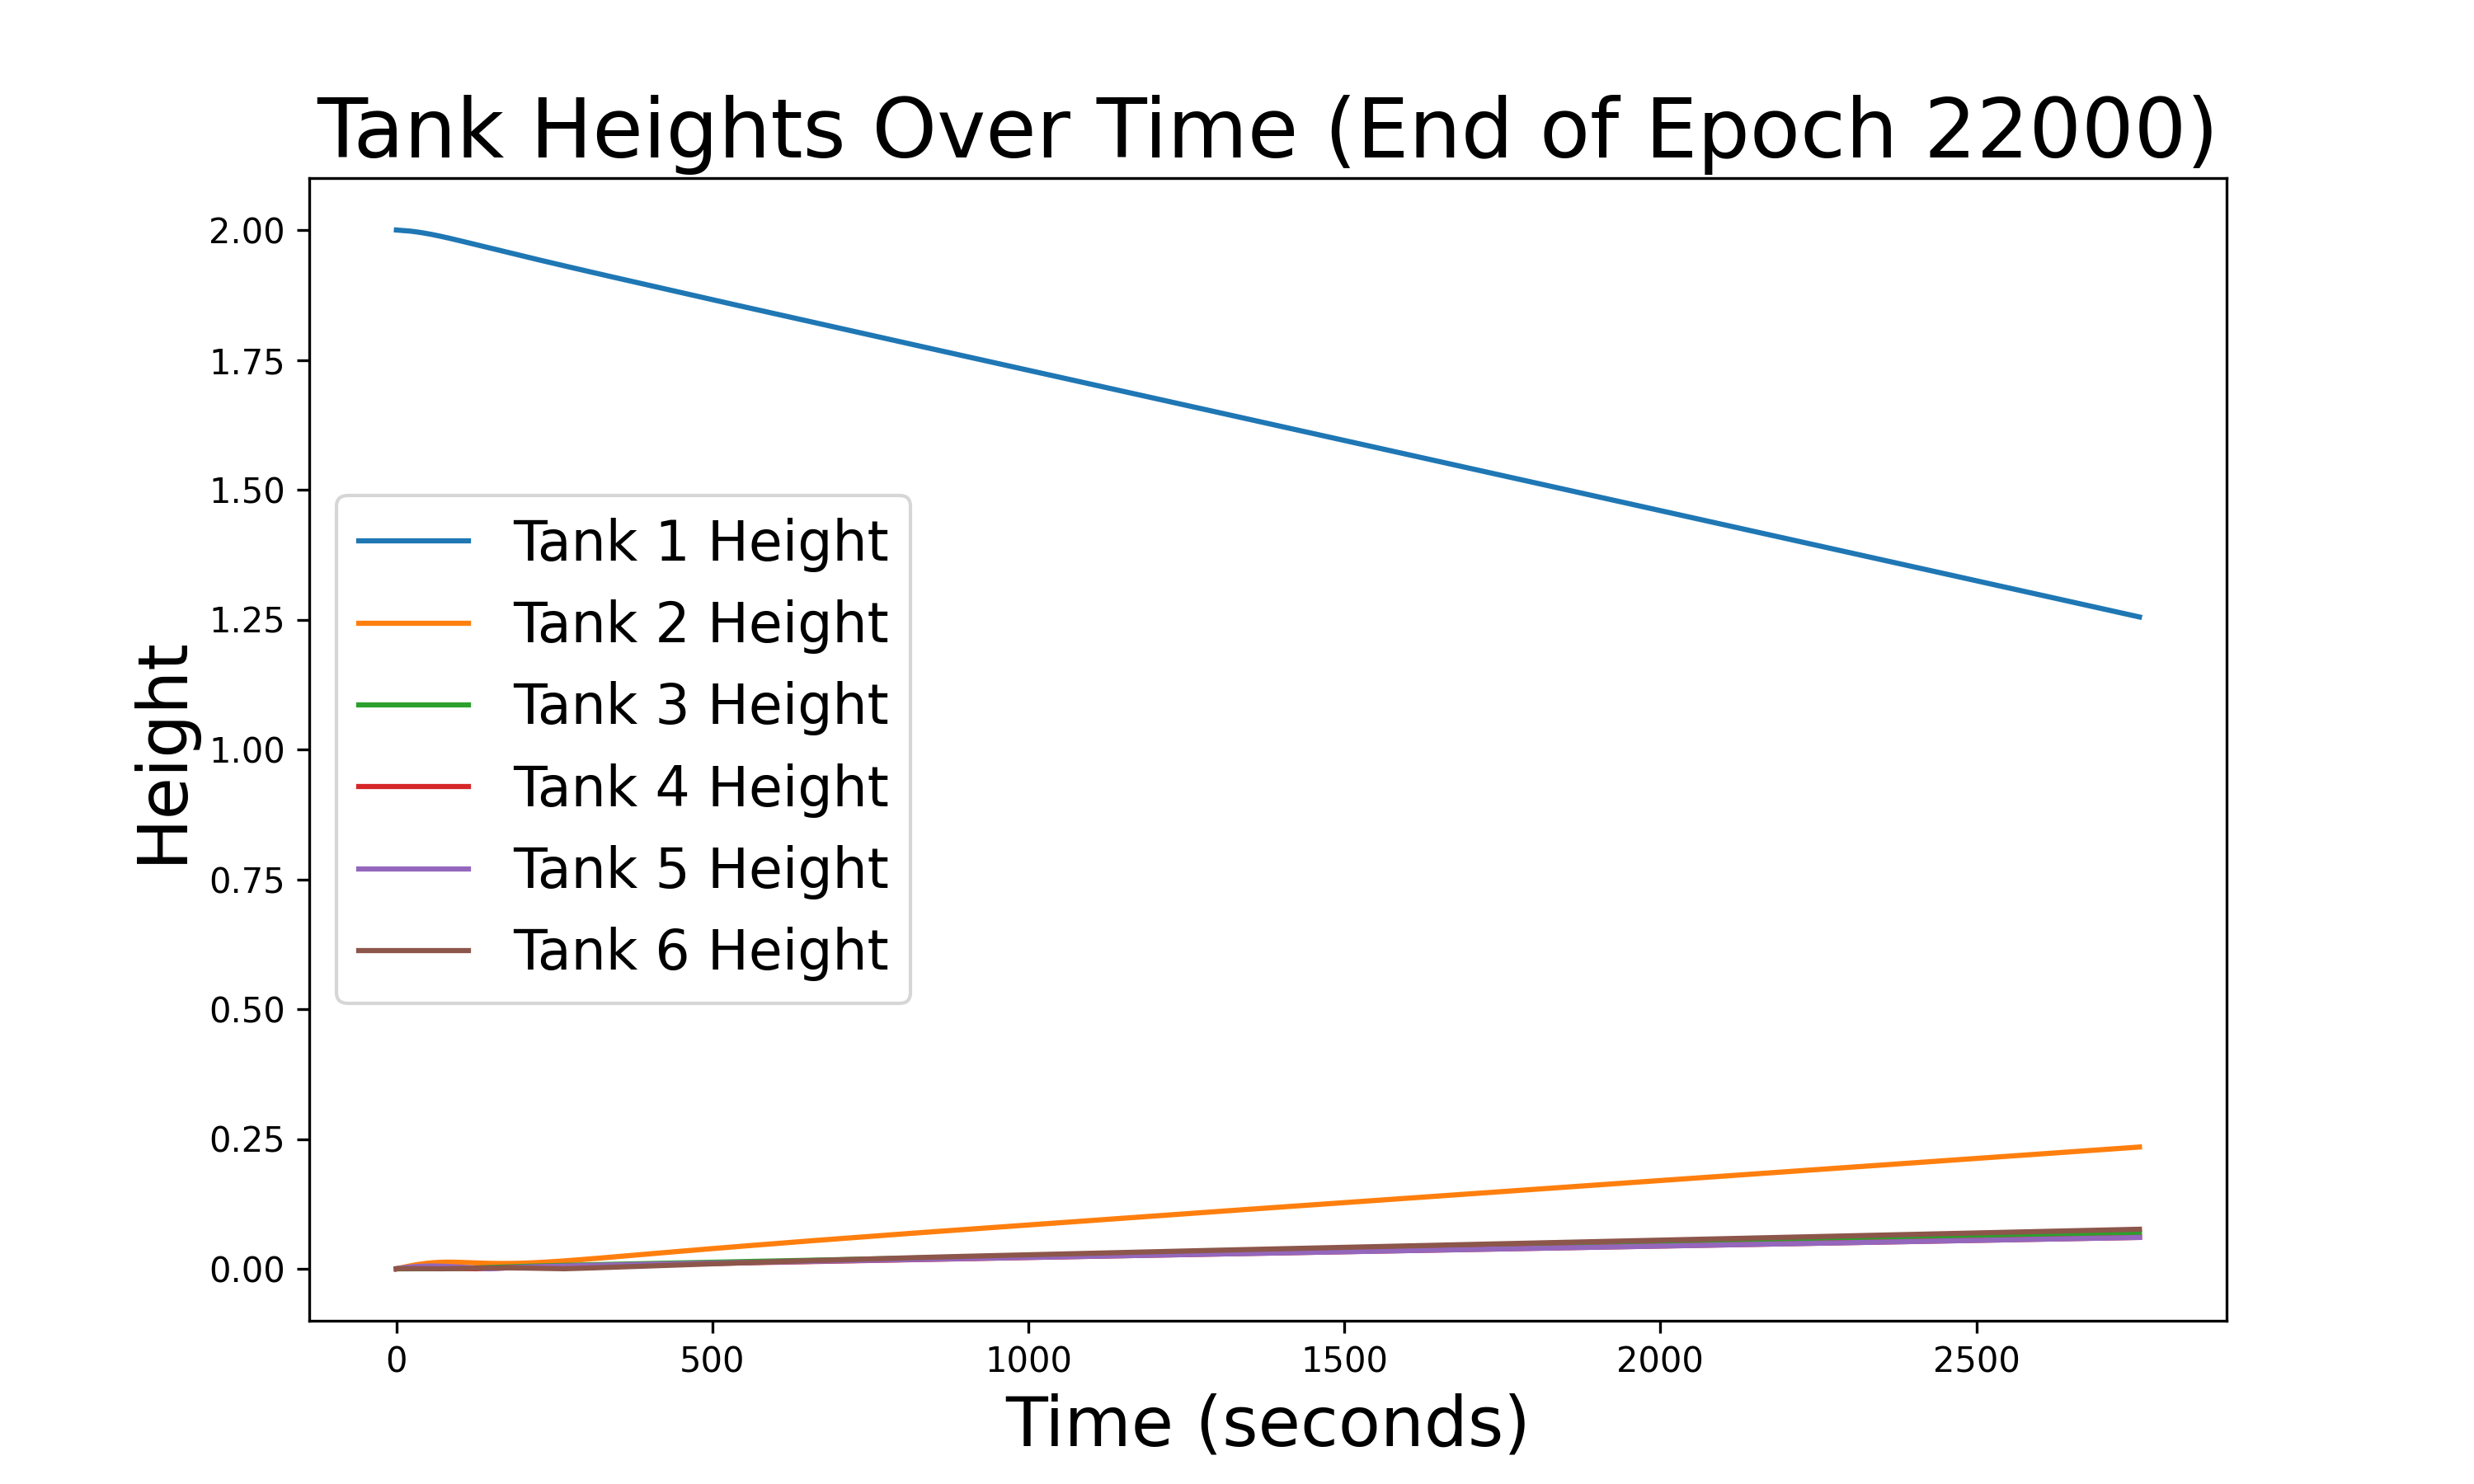 Tank Heights Over Time (End of Epoch 22000)
2.00
1.75
1.50
1.25
1.00
0.75
0.50
0.25
0.00
Height
Tank 1 Height
Tank 2 Height
Tank 3 Height
Tank 4 Height
Tank 5 Height
Tank 6 Height
0 500 1000 1500 2000 2500
Time (seconds)